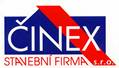 ČINEX
STAVEBNÍ FIRMA s.r.o.